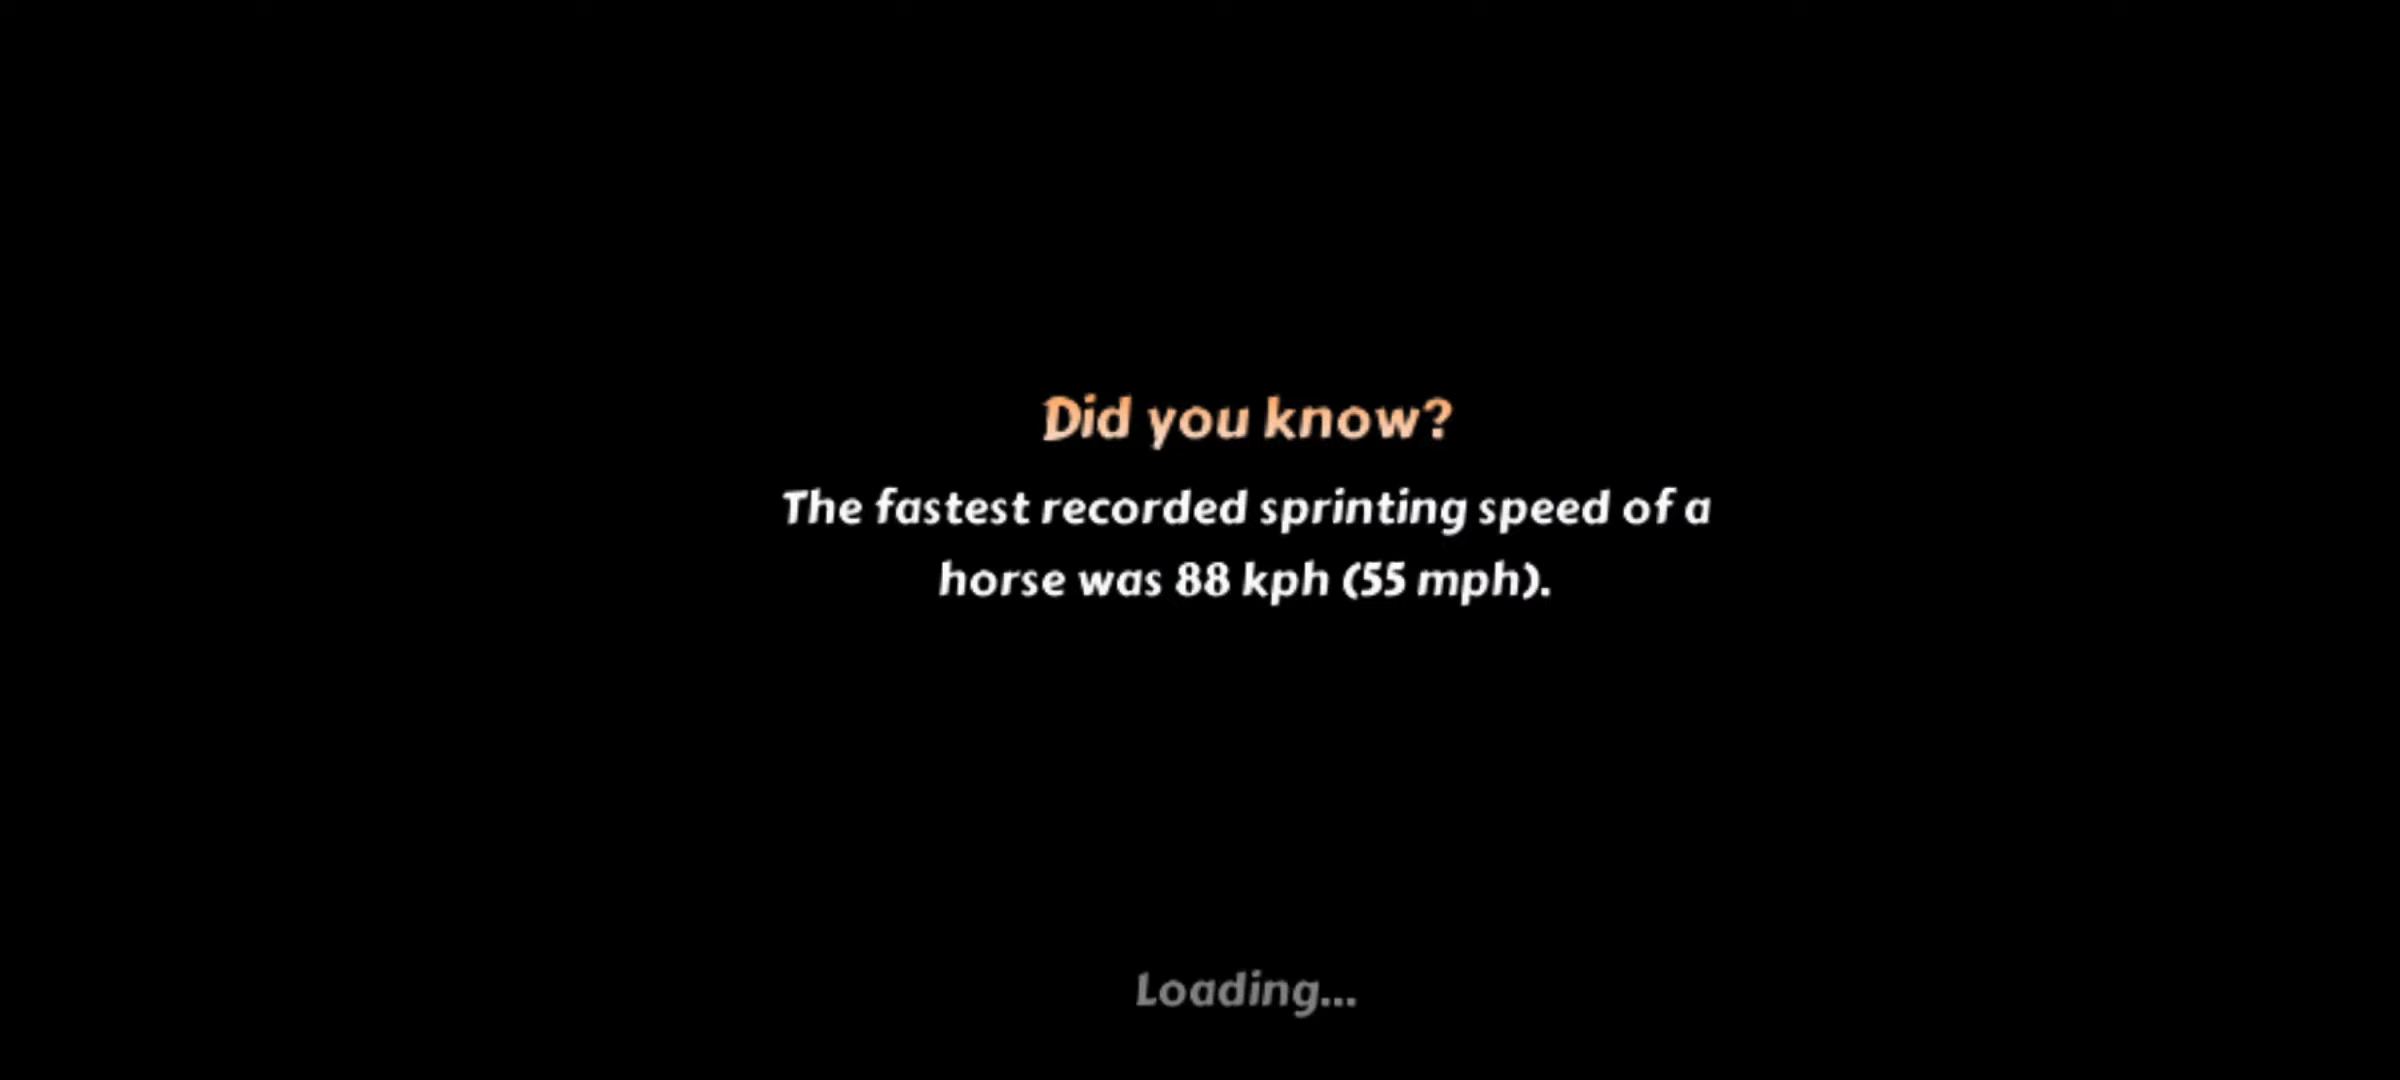 Did you know?
The fastest recorded sprinting speed of a
horse was 88 kph (55 mph).
Loading...